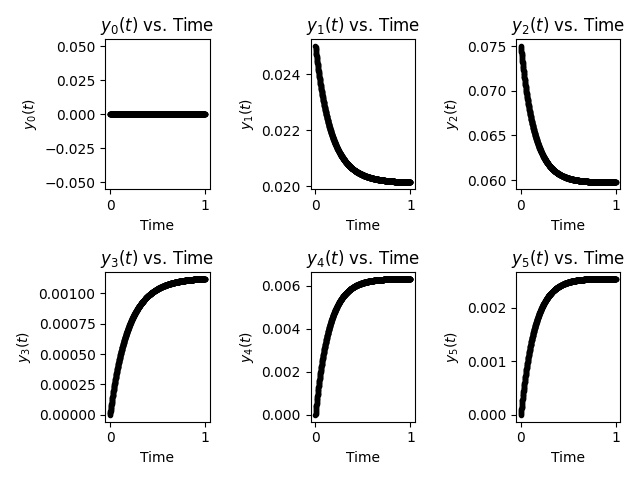 y₀(t) vs. Time
y₁(t) vs. Time
y₂(t) vs. Time
y₀(t)
0.050
0.025
0.000
−0.025
−0.050
0
1
Time
y₁(t)
0.024
0.022
0.020
0
1
Time
y₂(t)
0.075
0.070
0.065
0.060
0
1
Time
y₃(t) vs. Time
y₄(t) vs. Time
y₅(t) vs. Time
y₃(t)
0.00100
0.00075
0.00050
0.00025
0.00000
0
1
Time
y₄(t)
0.006
0.004
0.002
0.000
0
1
Time
y₅(t)
0.002
0.001
0.000
0
1
Time